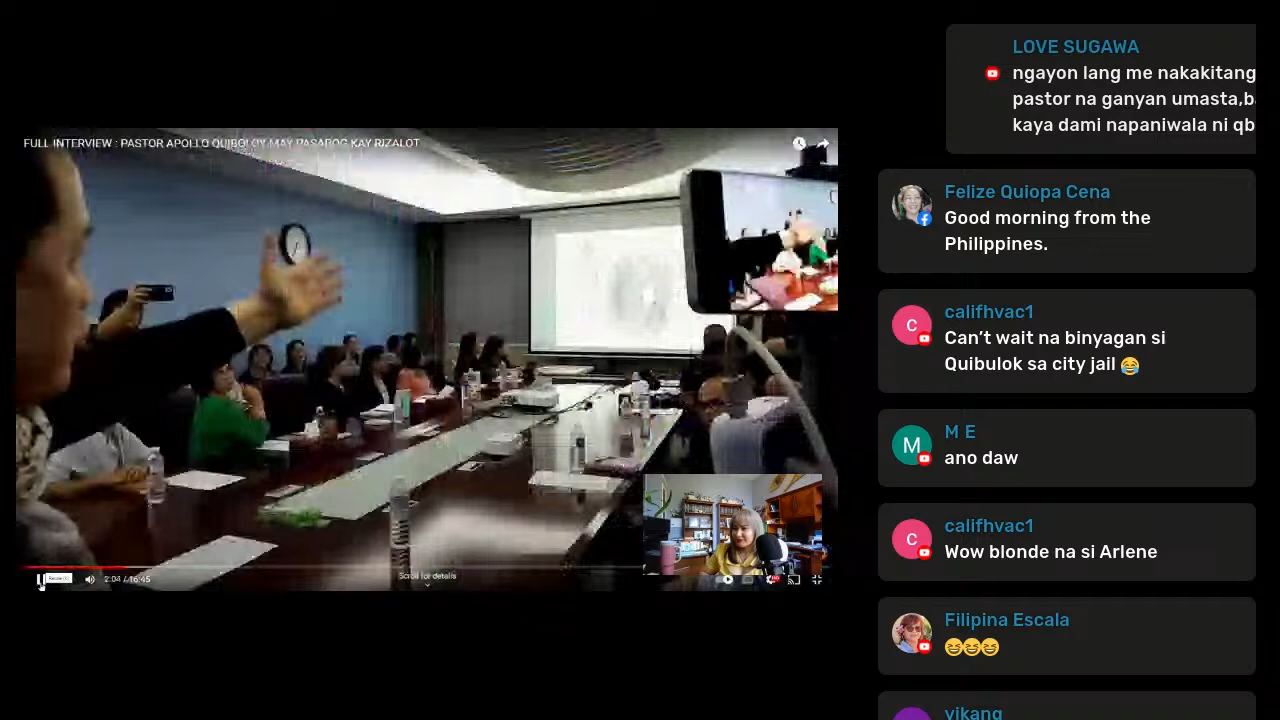 FULL INTERVIEW : PASTOR APOLLO QUIBOLOY MAY PASABOG KAY RIZALOT
2:04 / 16:45
Scroll for details
LOVE SUGAWA
ngayon lang me nakakitang
pastor na ganyan umasta,
kaya dami napaniwala ni qb
Felize Quiopa Cena
Good morning from the
Philippines.
C
califhvac1
Can't wait na binyagan si
Quibulok sa city jail 😂
M
M E
ano daw
C
califhvac1
Wow blonde na si Arlene
Filipina Escala
😆😆😆
vikang